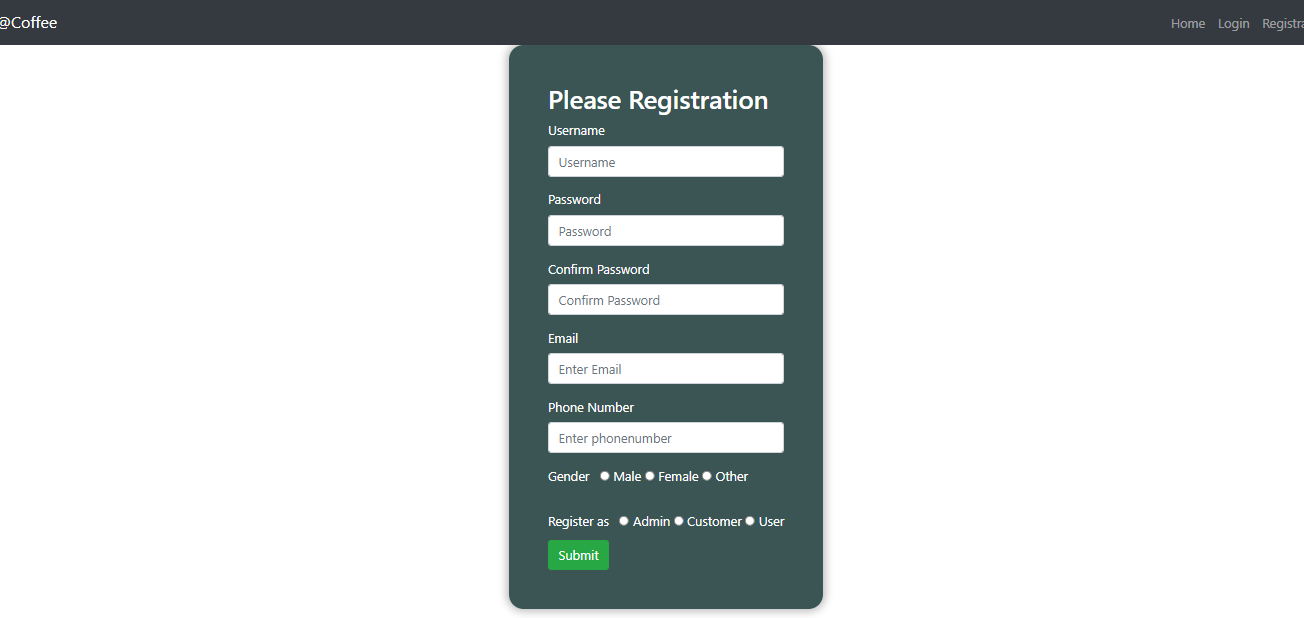 @Coffee Home Login Registra
Please Registration
Username
Username
Password
Password
Confirm Password
Confirm Password
Email
Enter Email
Phone Number
Enter phonenumber
Gender Male Female Other
Register as Admin Customer User
Submit